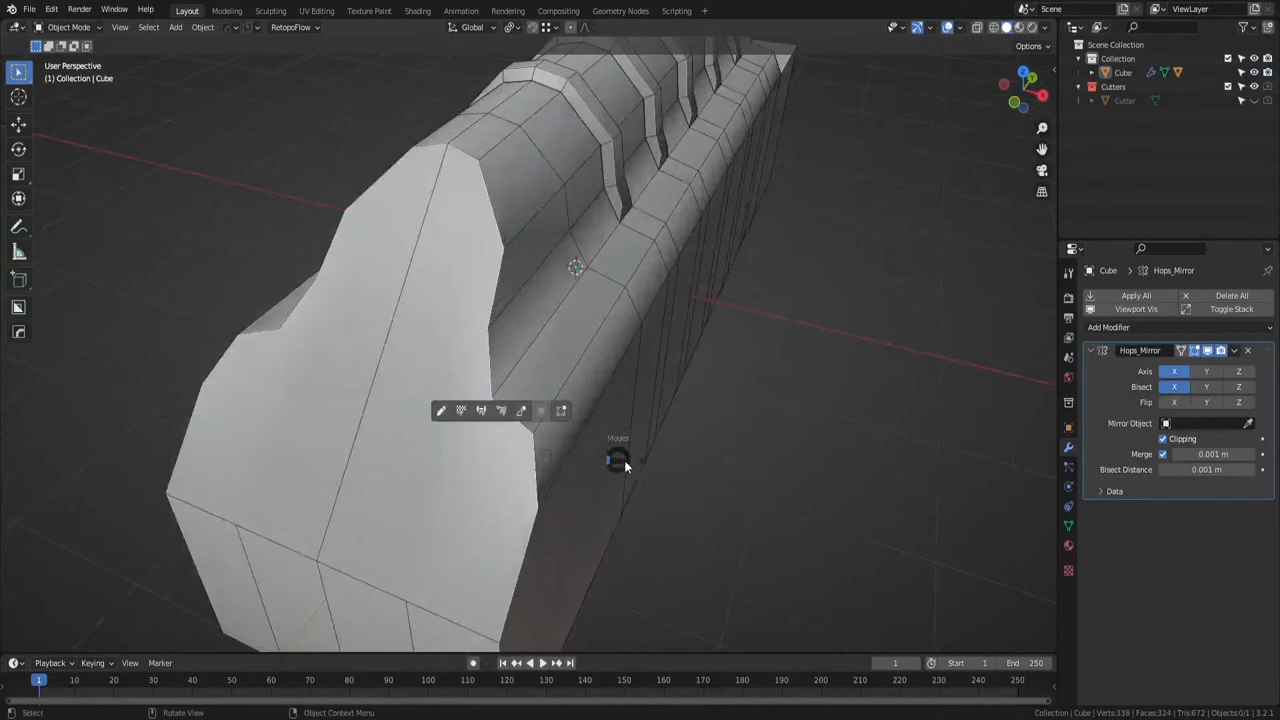 File Edit Render Window Help Layout Modeling Sculpting UV Editing Texture Paint Shading Animation Rendering Compositing Geometry Nodes Scripting + Scene ViewLayer
Object Mode View Select Add Object RetopoFlow Global
Options
User Perspective
(1) Collection | Cube
Scene Collection
Collection
Cube
Cutters
Cutter
Z
Y
X
Cube > Hops_Mirror
Apply All Delete All
Viewport Vis Toggle Stack
Add Modifier
Hops_Mirror
Axis X Y Z
Bisect X Y Z
Flip X Y Z
Mirror Object
Clipping
Merge 0.001 m
Bisect Distance 0.001 m
Data
Modes
Playback Keying View Marker 1 Start 1 End 250
1 10 20 30 40 50 60 70 80 90 100 110 120 130 140 150 160 170 180 190 200 210 220 230 240 250
Select Rotate View Object Context Menu Collection | Cube | Verts:338 | Faces:324 | Tris:672 | Objects:0/1 | 3.2.1